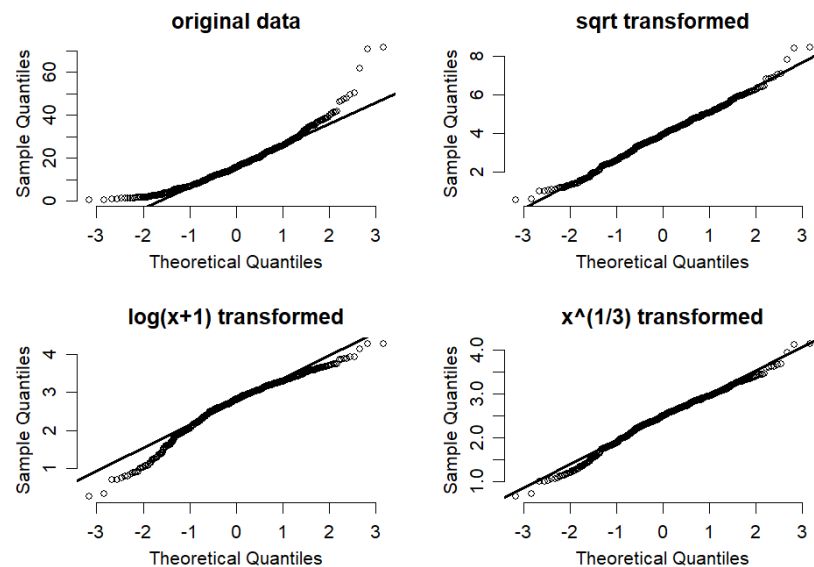 original data
Sample Quantiles
0 20 40 60
-3 -2 -1 0 1 2 3
Theoretical Quantiles
sqrt transformed
Sample Quantiles
2 4 6 8
-3 -2 -1 0 1 2 3
Theoretical Quantiles
log(x+1) transformed
Sample Quantiles
1 2 3 4
-3 -2 -1 0 1 2 3
Theoretical Quantiles
x^(1/3) transformed
Sample Quantiles
1.0 2.0 3.0 4.0
-3 -2 -1 0 1 2 3
Theoretical Quantiles